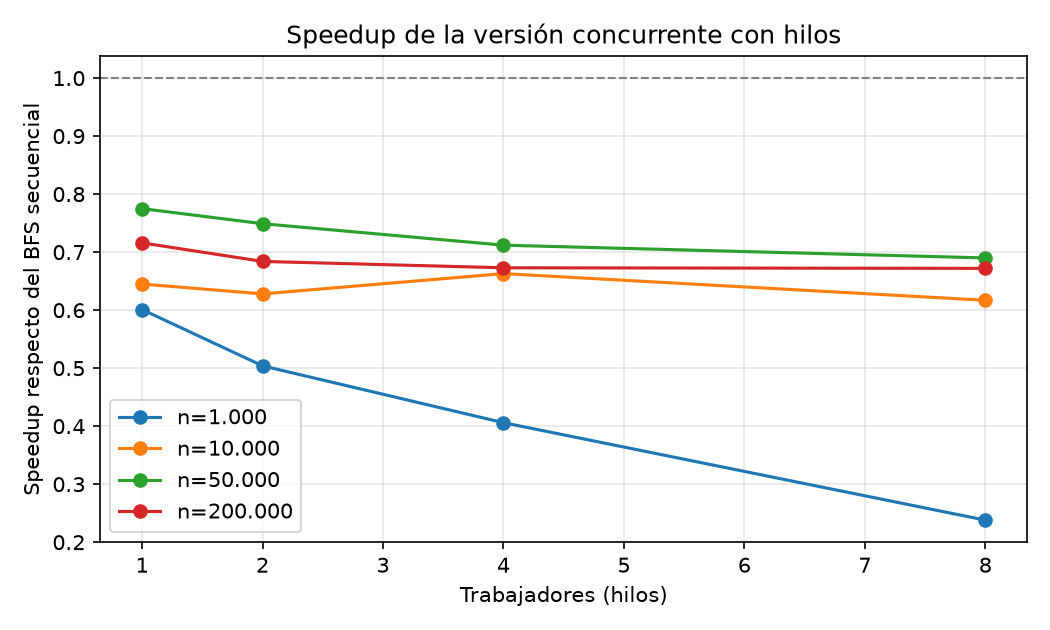 Speedup de la versión concurrente con hilos
Speedup respecto del BFS secuencial
1.0
0.9
0.8
0.7
0.6
0.5
0.4
0.3
0.2
n=1.000
n=10.000
n=50.000
n=200.000
1 2 3 4 5 6 7 8
Trabajadores (hilos)